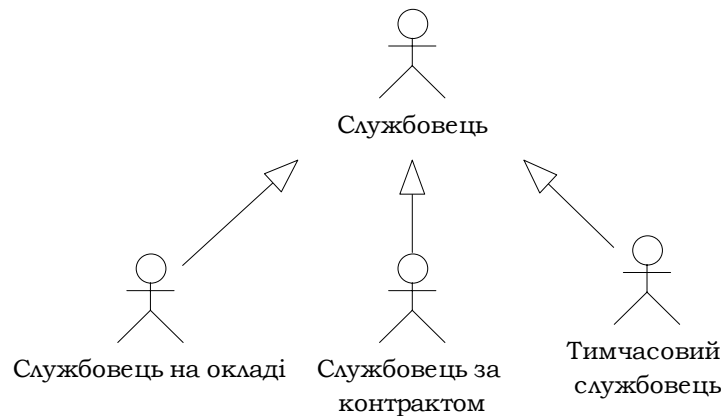 Службовець
Службовець на окладі
Службовець за
контрактом
Тимчасовий
службовець